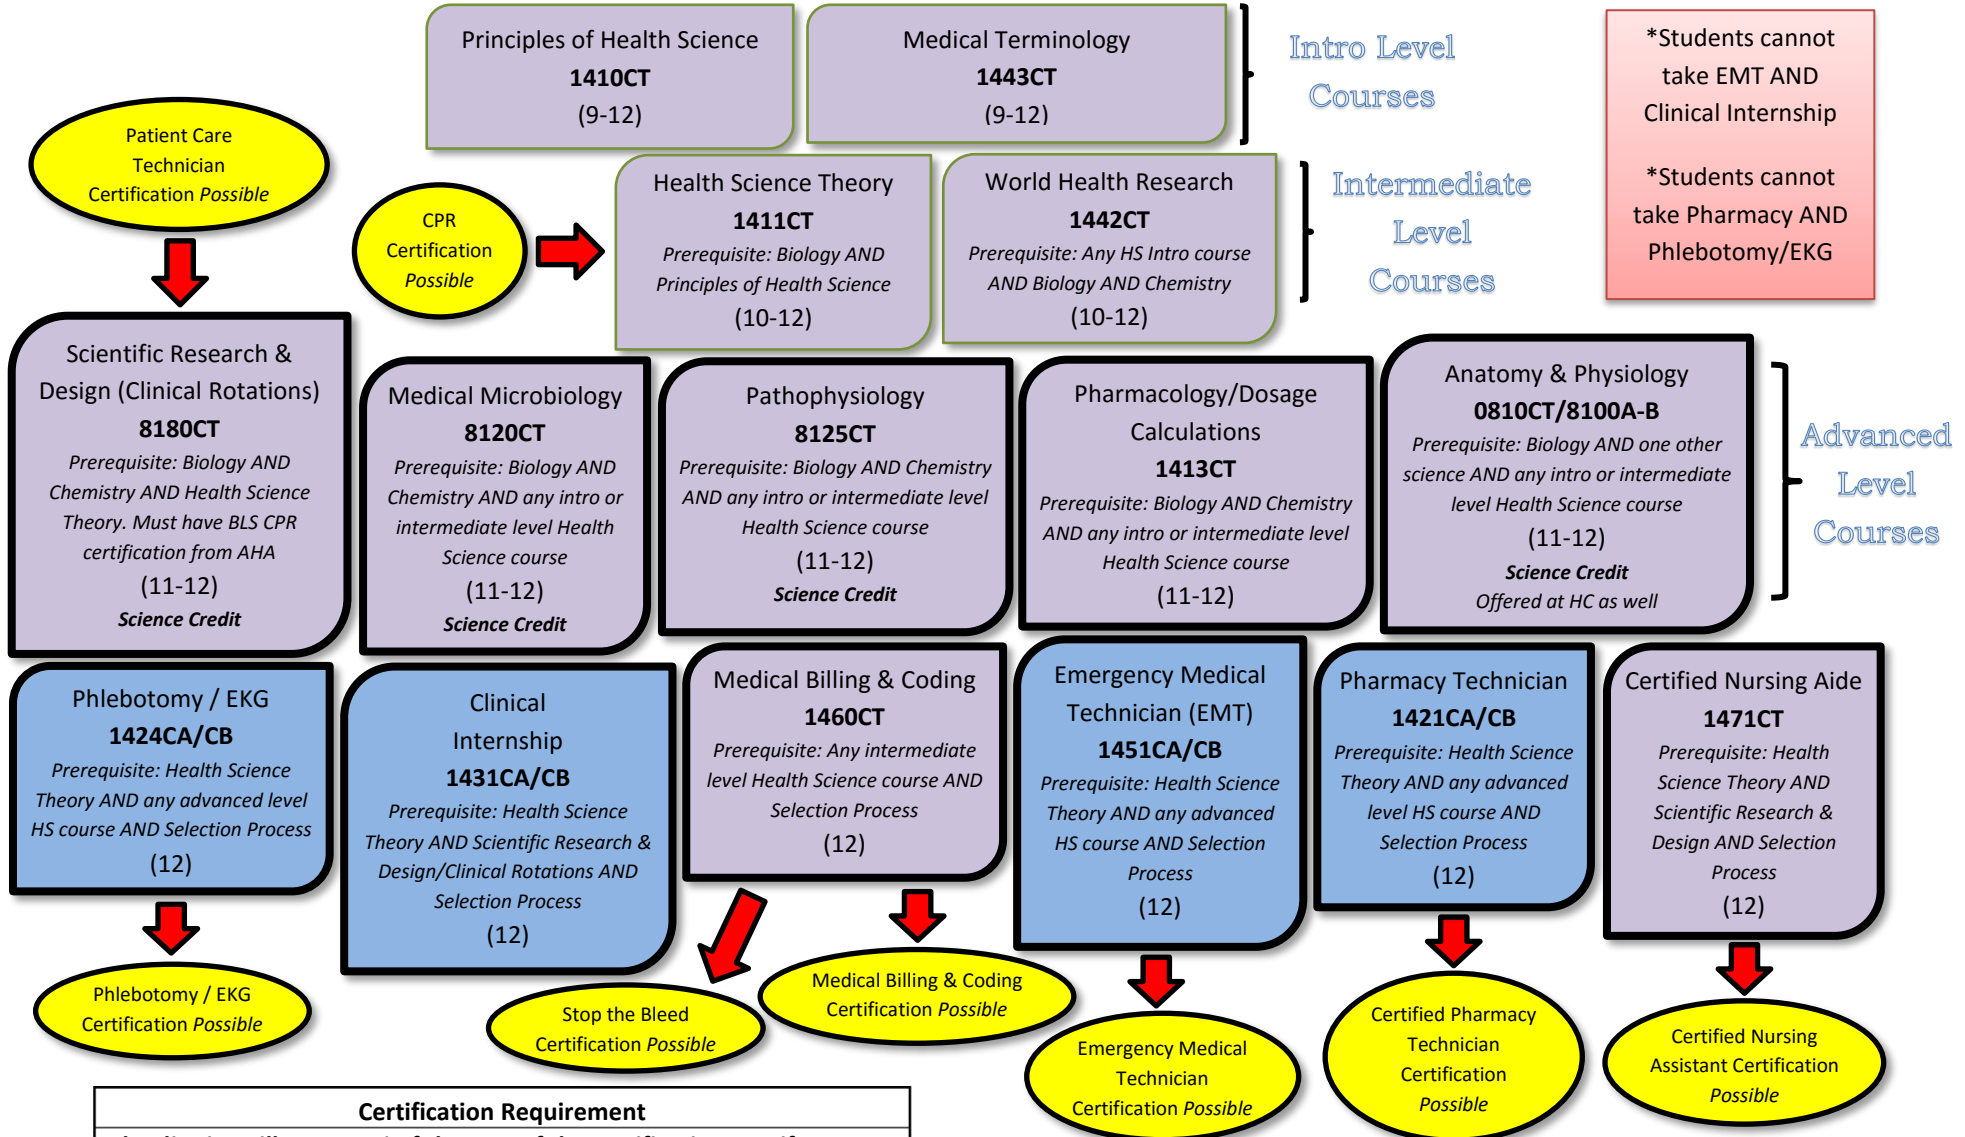 Principles of Health Science
1410CT
(9-12)
Medical Terminology
1443CT
(9-12)
Intro Level
Courses
*Students cannot
take EMT AND
Clinical Internship
*Students cannot
take Pharmacy AND
Phlebotomy/EKG
Patient Care
Technician
Certification Possible
CPR
Certification
Possible
Health Science Theory
1411CT
Prerequisite: Biology AND
Principles of Health Science
(10-12)
World Health Research
1442CT
Prerequisite: Any HS Intro course
AND Biology AND Chemistry
(10-12)
Intermediate
Level
Courses
Scientific Research &
Design (Clinical Rotations)
8180CT
Prerequisite: Biology AND
Chemistry AND Health Science
Theory. Must have BLS CPR
certification from AHA
(11-12)
Science Credit
Medical Microbiology
8120CT
Prerequisite: Biology AND
Chemistry AND any intro or
intermediate level Health
Science course
(11-12)
Science Credit
Pathophysiology
8125CT
Prerequisite: Biology AND Chemistry
AND any intro or intermediate level
Health Science course
(11-12)
Science Credit
Pharmacology/Dosage
Calculations
1413CT
Prerequisite: Biology AND Chemistry
AND any intro or intermediate level
Health Science course
(11-12)
Anatomy & Physiology
0810CT/8100A-B
Prerequisite: Biology AND one other
science AND any intro or intermediate
level Health Science course
(11-12)
Science Credit
Offered at HC as well
Advanced
Level
Courses
Phlebotomy / EKG
1424CA/CB
Prerequisite: Health Science
Theory AND any advanced level
HS course AND Selection Process
(12)
Clinical
Internship
1431CA/CB
Prerequisite: Health Science
Theory AND Scientific Research &
Design/Clinical Rotations AND
Selection Process
(12)
Medical Billing & Coding
1460CT
Prerequisite: Any intermediate
level Health Science course AND
Selection Process
(12)
Emergency Medical
Technician (EMT)
1451CA/CB
Prerequisite: Health Science
Theory AND any advanced
HS course AND Selection
Process
(12)
Pharmacy Technician
1421CA/CB
Prerequisite: Health Science
Theory AND any advanced
level HS course AND
Selection Process
(12)
Certified Nursing Aide
1471CT
Prerequisite: Health
Science Theory AND
Scientific Research &
Design AND Selection
Process
(12)
Phlebotomy / EKG
Certification Possible
Stop the Bleed
Certification Possible
Medical Billing & Coding
Certification Possible
Emergency Medical
Technician
Certification Possible
Certified Pharmacy
Technician
Certification
Possible
Certified Nursing
Assistant Certification
Possible
Certification Requirement